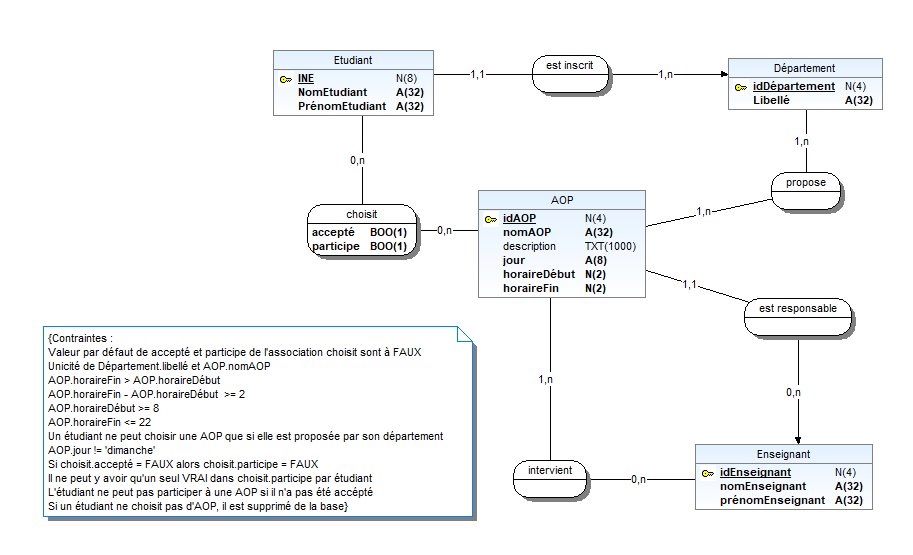 Etudiant
INE N(8)
NomEtudiant A(32)
PrénomEtudiant A(32)
1,1
est inscrit
1,n
Département
idDépartement N(4)
Libellé A(32)
0,n
1,n
propose
choisit
accepté BOO(1)
participe BOO(1)
0,n
AOP
idAOP N(4)
nomAOP A(32)
description TXT(1000)
jour A(8)
horaireDébut N(2)
horaireFin N(2)
1,n
1,1
est responsable
{Contraintes :
Valeur par défaut de accepté et participe de l'association choisit sont à FAUX
Unicité de Département.libellé et AOP.nomAOP
AOP.horaireFin > AOP.horaireDébut
AOP.horaireFin - AOP.horaireDébut >= 2
AOP.horaireDébut >= 8
AOP.horaireFin <= 22
Un étudiant ne peut choisir une AOP que si elle est proposée par son département
AOP.jour != 'dimanche'
Si choisit.accepté = FAUX alors choisit.participe = FAUX
Il ne peut y avoir qu'un seul VRAI dans choisit.participe par étudiant
L'étudiant ne peut pas participer à une AOP si il n'a pas été accépté
Si un étudiant ne choisit pas d'AOP, il est supprimé de la base}
1,n
0,n
intervient
0,n
Enseignant
idEnseignant N(4)
nomEnseignant A(32)
prénomEnseignant A(32)